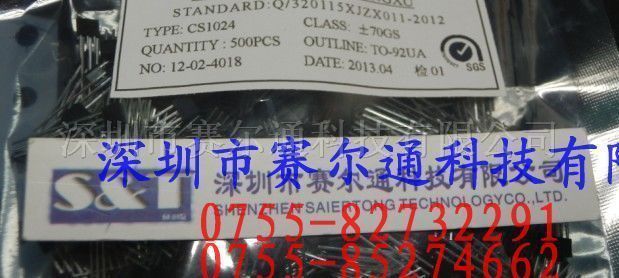 STANDARD:Q/320115XJZX011-2012
TYPE: CS1024 CLASS: ±70GS
QUANTITY: 500PCS OUTLINE: TO-92UA
NO: 12-02-4018 DATE: 2013.04 检01
SGS
深圳市赛尔通科技有限公司
深圳市赛尔通科技有限
S&T 深圳市赛尔通科技有限公司
SHENZHEN SAIERTONG TECHNOLOGYCO.,LTD.
0755-82732291
0755-85274662